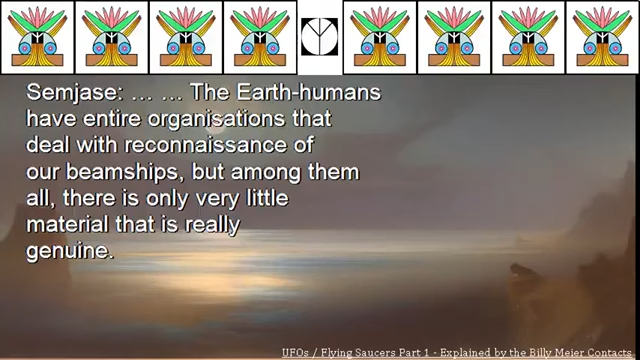 Semjase: ... ... The Earth-humans
have entire organisations that
deal with reconnaissance of
our beamships, but among them
all, there is only very little
material that is really
genuine.
UFOs / Flying Saucers Part 1 - Explained by the Billy Meier Contacts